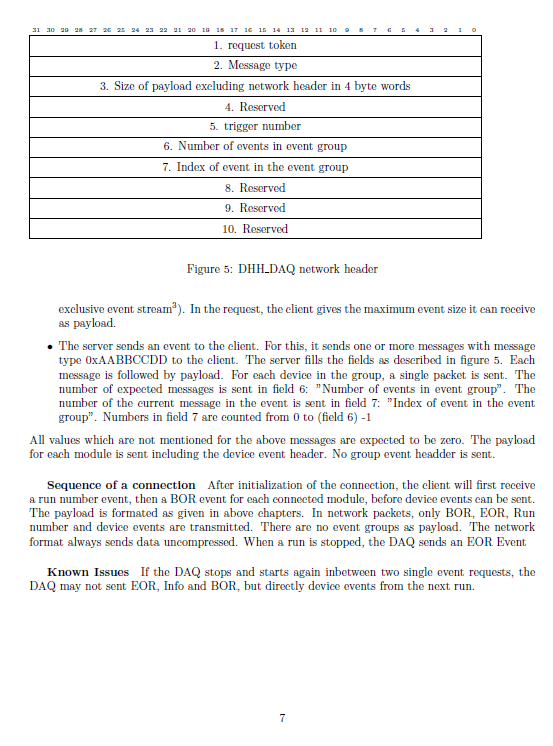 31 30 29 28 27 26 25 24 23 22 21 20 19 18 17 16 15 14 13 12 11 10 9 8 7 6 5 4 3 2 1 0
1. request token
2. Message type
3. Size of payload excluding network header in 4 byte words
4. Reserved
5. trigger number
6. Number of events in event group
7. Index of event in the event group
8. Reserved
9. Reserved
10. Reserved
Figure 5: DHH_DAQ network header
exclusive event stream³). In the request, the client gives the maximum event size it can receive
as payload.
• The server sends an event to the client. For this, it sends one or more messages with message
type 0xAABBCCDD to the client. The server fills the fields as described in figure 5. Each
message is followed by payload. For each device in the group, a single packet is sent. The
number of expected messages is sent in field 6: ”Number of events in event group”. The
number of the current message in the event is sent in field 7: ”Index of event in the event
group”. Numbers in field 7 are counted from 0 to (field 6) -1
All values which are not mentioned for the above messages are expected to be zero. The payload
for each module is sent including the device event header. No group event headder is sent.
Sequence of a connection After initialization of the connection, the client will first receive
a run number event, then a BOR event for each connected module, before device events can be sent.
The payload is formated as given in above chapters. In network packets, only BOR, EOR, Run
number and device events are transmitted. There are no event groups as payload. The network
format always sends data uncompressed. When a run is stopped, the DAQ sends an EOR Event
Known Issues If the DAQ stops and starts again inbetween two single event requests, the
DAQ may not sent EOR, Info and BOR, but directly device events from the next run.
7